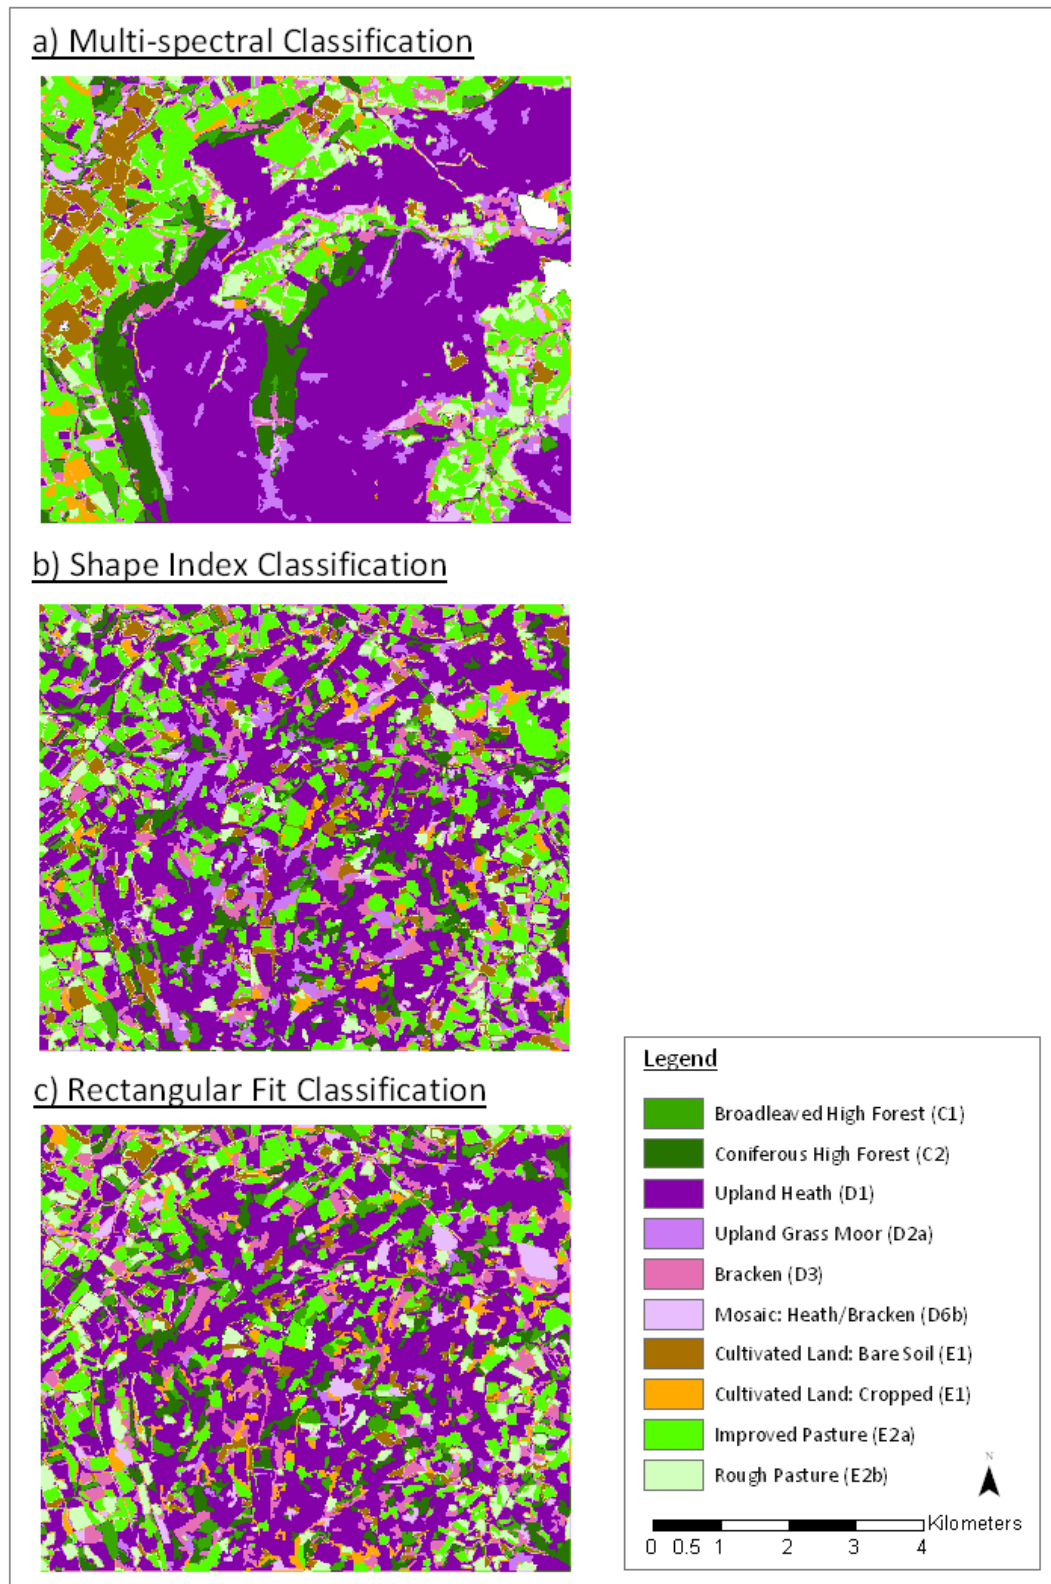 a) Multi-spectral Classification
b) Shape Index Classification
c) Rectangular Fit Classification
Legend
Broadleaved High Forest (C1)
Coniferous High Forest (C2)
Upland Heath (D1)
Upland Grass Moor (D2a)
Bracken (D3)
Mosaic: Heath/Bracken (D6b)
Cultivated Land: Bare Soil (E1)
Cultivated Land: Cropped (E1)
Improved Pasture (E2a)
Rough Pasture (E2b)
N
Kilometers
0 0.5 1 2 3 4